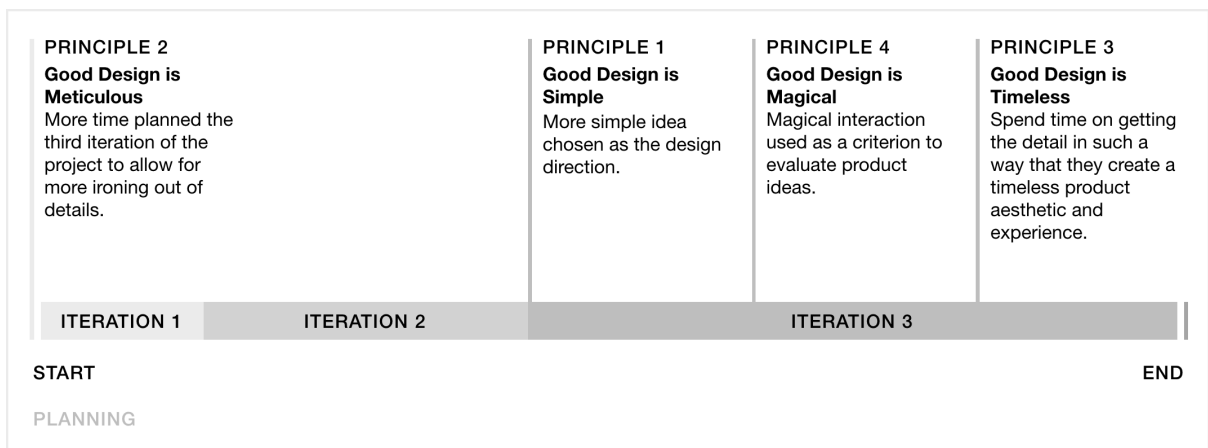 PRINCIPLE 2
Good Design is
Meticulous
More time planned the
third iteration of the
project to allow for
more ironing out of
details.
PRINCIPLE 1
Good Design is
Simple
More simple idea
chosen as the design
direction.
PRINCIPLE 4
Good Design is
Magical
Magical interaction
used as a criterion to
evaluate product
ideas.
PRINCIPLE 3
Good Design is
Timeless
Spend time on getting
the detail in such a
way that they create a
timeless product
aesthetic and
experience.
ITERATION 1
ITERATION 2
ITERATION 3
START
END
PLANNING